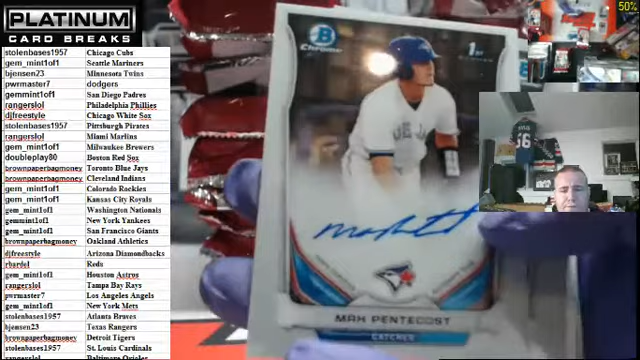 PLATINUM
CARD BREAKS
stolenbases1957 Chicago Cubs
gem_mint1of1 Seattle Mariners
bjensen23 Minnesota Twins
pwrmaster7 dodgers
gemmint1of1 San Diego Padres
rangerslol Philadelphia Phillies
djfreestyle Chicago White Sox
stolenbases1957 Pittsburgh Pirates
rangerslol Miami Marlins
gem_mint1of1 Milwaukee Brewers
doubleplay80 Boston Red Sox
brownpaperbagmoney Toronto Blue Jays
brownpaperbagmoney Cleveland Indians
gem_mint1of1 Colorado Rockies
gem_mint1of1 Kansas City Royals
gem_mint1of1 Washington Nationals
gemmint1of1 New York Yankees
gem_mint1of1 San Francisco Giants
brownpaperbagmoney Oakland Athletics
djfreestyle Arizona Diamondbacks
rbardol Reds
gem_mint1of1 Houston Astros
rangerslol Tampa Bay Rays
pwrmaster7 Los Angeles Angels
gem_mint1of1 New York Mets
stolenbases1957 Atlanta Braves
bjensen23 Texas Rangers
brownpaperbagmoney Detroit Tigers
stolenbases1957 St. Louis Cardinals
rangerslol Baltimore Orioles
50%
B
Chrome
1st
MAX PENTECOST
CATCHER
66